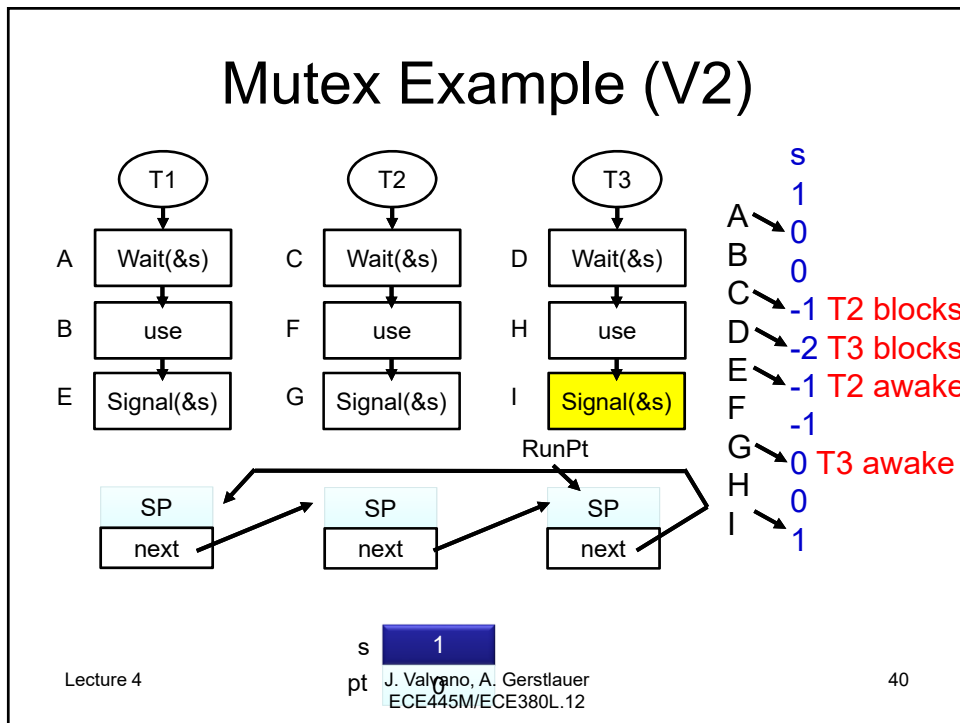 Mutex Example (V2)
T1
T2
T3
A
Wait(&s)
C
Wait(&s)
D
Wait(&s)
B
use
F
use
H
use
E
Signal(&s)
G
Signal(&s)
I
Signal(&s)
s
1
A
0
B
0
C
-1 T2 blocks
D
-2 T3 blocks
E
-1 T2 awake
F
-1
G
0 T3 awake
H
0
I
1
RunPt
SP
SP
SP
next
next
next
s
1
pt
0
Lecture 4
J. Valvano, A. Gerstlauer
ECE445M/ECE380L.12
40